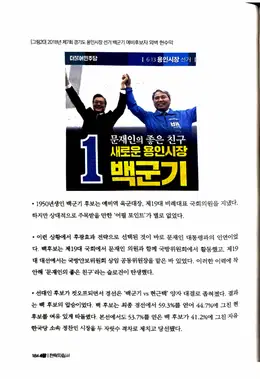 [그림21] 2018년 제7회 경기도 용인시장 선거 백군기 예비후보자 외벽 현수막
더불어민주당
6·13 용인시장 선거
1
문재인의 좋은 친구
새로운 용인시장
백군기
• 1950년생인 백군기 후보는 예비역 육군대장, 제19대 비례대표 국회의원을 지냈다.
하지만 상대적으로 주목받을 만한 '어필 포인트'가 별로 없었다.
• 이런 상황에서 후광효과 전략으로 선택된 것이 바로 문재인 대통령과의 인연이었
다. 백후보는 제19대 국회에서 문재인 의원과 함께 국방위원회에서 활동했고, 제19
대 대선에서는 국방안보위원회 상임 공동위원장을 맡은 바 있었다. 이러한 이력에 착
안해 '문재인의 좋은 친구'라는 슬로건이 탄생했다.
• 선대인 후보가 컷오프되면서 경선은 '백군기 vs 현근택' 양자 대결로 좁혀졌다. 결과
는 백 후보의 압승이었다. 백 후보는 최종 경선에서 59.3%를 얻어 44.7%에 그친 현
후보를 여유 있게 따돌렸다. 본선에서도 53.7%를 얻은 백 후보가 41.2%에 그친 자유
한국당 소속 정찬민 시장을 두 자릿수 격차로 제치고 당선됐다.
184